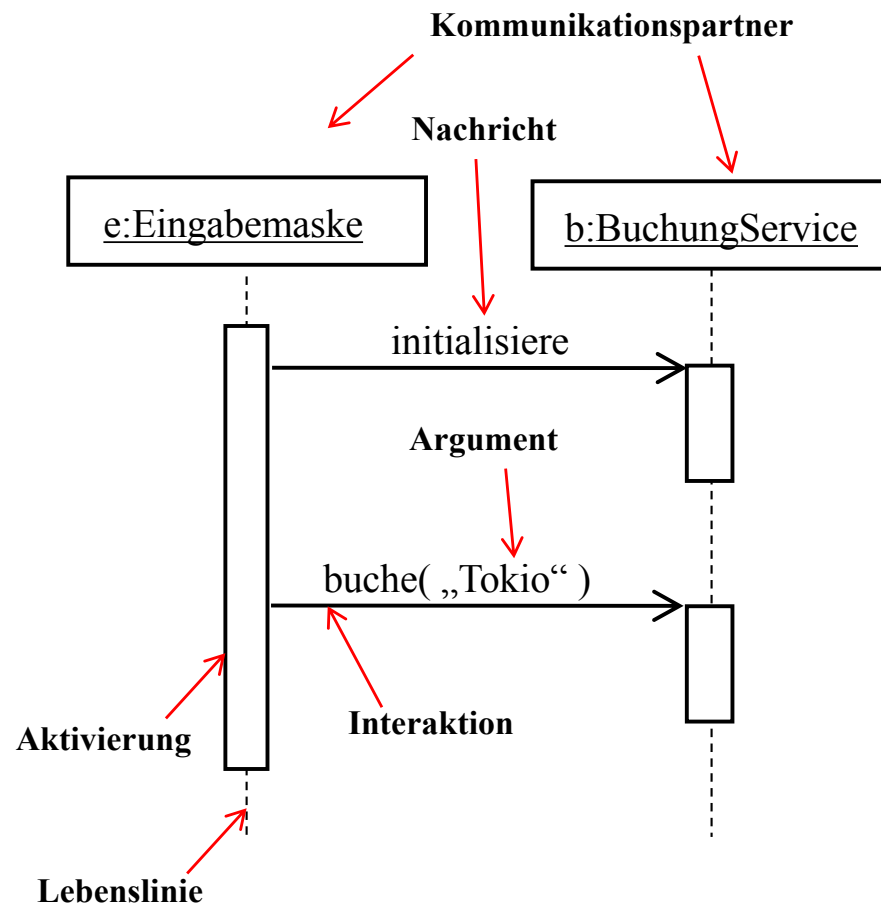 Kommunikationspartner
Nachricht
e:Eingabemaske
b:BuchungService
initialisiere
Argument
buche( „Tokio“ )
Interaktion
Aktivierung
Lebenslinie